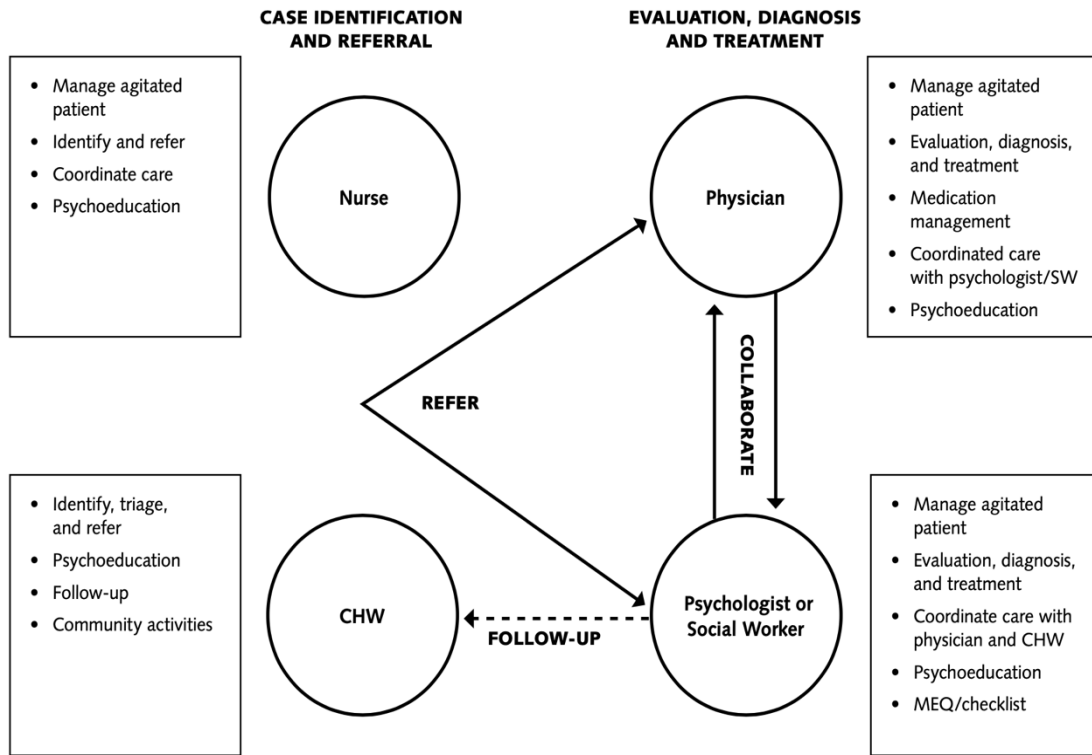 CASE IDENTIFICATION
AND REFERRAL
EVALUATION, DIAGNOSIS
AND TREATMENT
• Manage agitated
patient
• Identify and refer
• Coordinate care
• Psychoeducation
Nurse
Physician
• Manage agitated
patient
• Evaluation, diagnosis,
and treatment
• Medication
management
• Coordinated care
with psychologist/SW
• Psychoeducation
REFER
COLLABORATE
• Identify, triage,
and refer
• Psychoeducation
• Follow-up
• Community activities
CHW
FOLLOW-UP
Psychologist or
Social Worker
• Manage agitated
patient
• Evaluation, diagnosis,
and treatment
• Coordinate care with
physician and CHW
• Psychoeducation
• MEQ/checklist